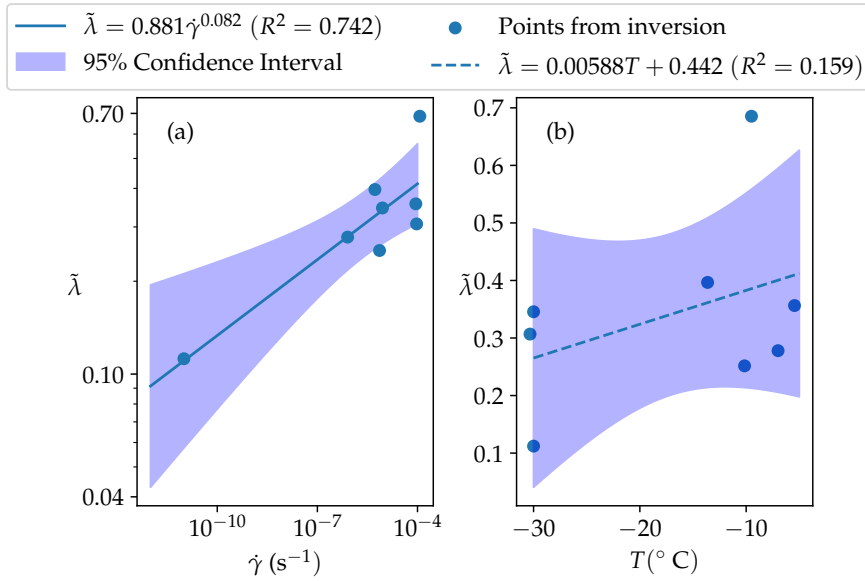 λ̃ = 0.881γ̇^0.082 (R² = 0.742)
95% Confidence Interval
Points from inversion
λ̃ = 0.00588T + 0.442 (R² = 0.159)
(a)
0.70
0.10
0.04
λ̃
10⁻¹⁰
10⁻⁷
10⁻⁴
γ̇ (s⁻¹)
(b)
0.7
0.6
0.5
0.4
0.3
0.2
0.1
λ̃
−30
−20
−10
T(° C)